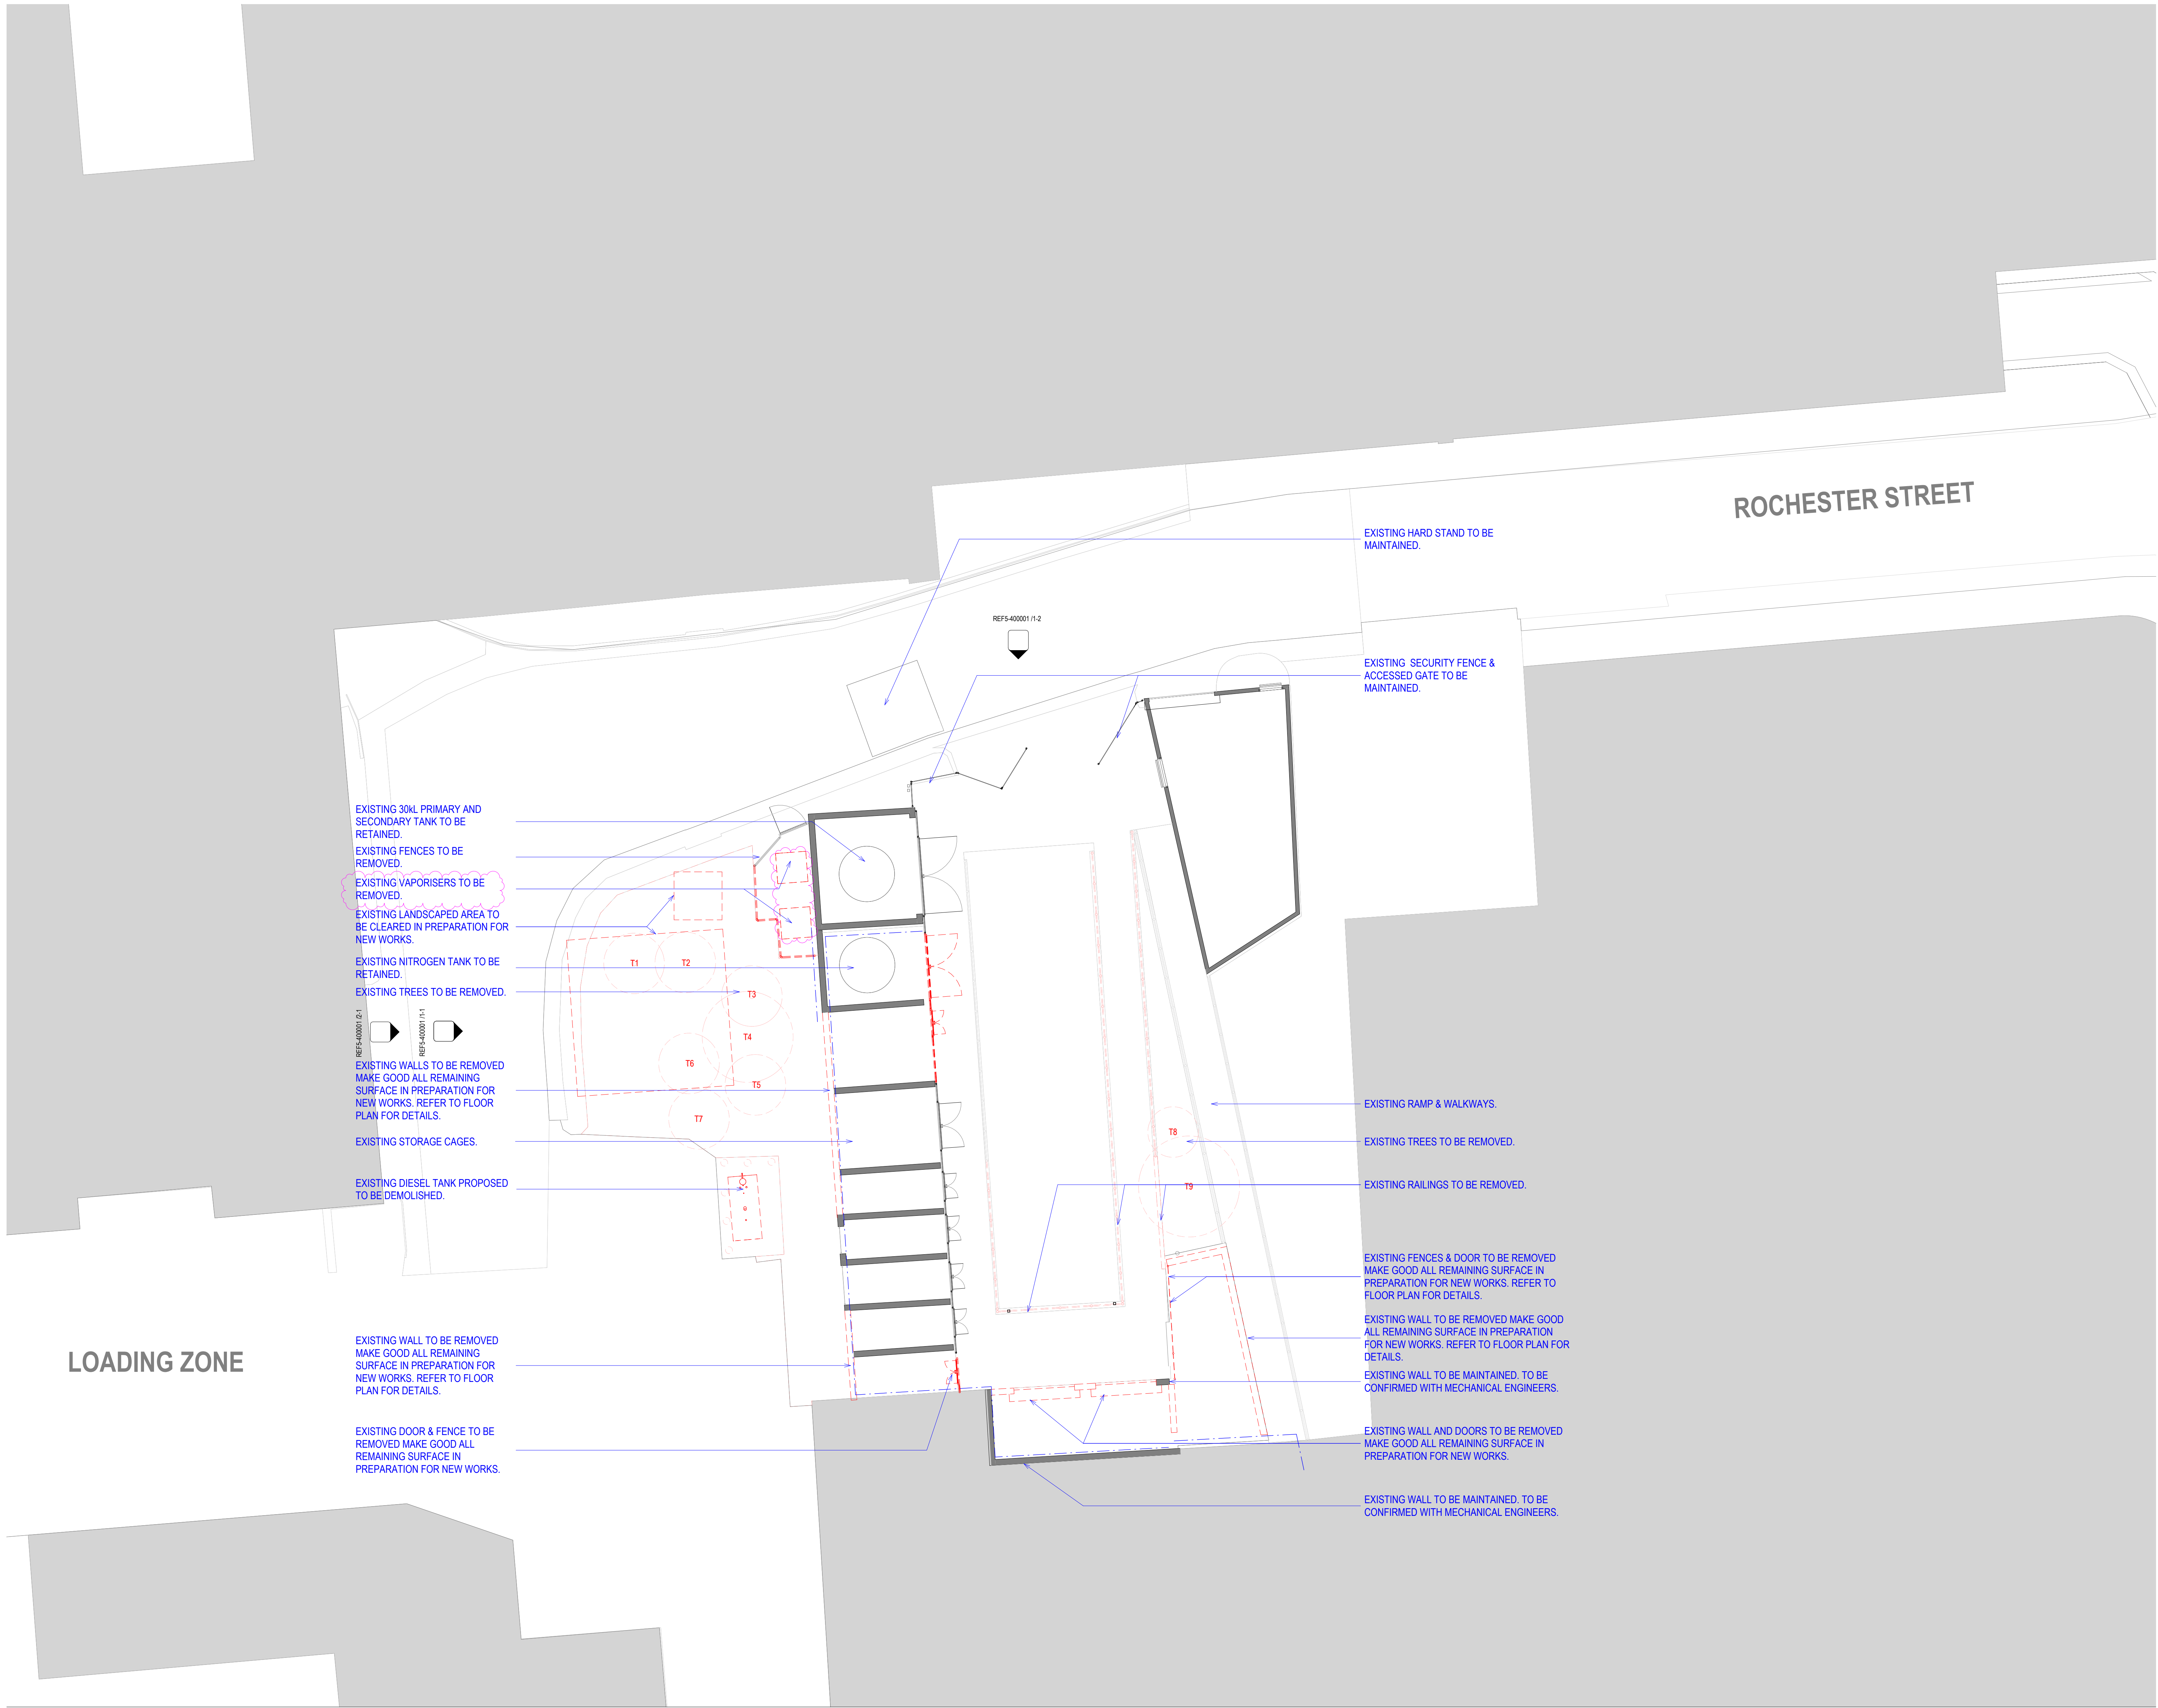 ROCHESTER STREET
EXISTING HARD STAND TO BE
MAINTAINED.
REF5-400001 /1-2
EXISTING SECURITY FENCE &
ACCESSED GATE TO BE
MAINTAINED.
EXISTING 30kL PRIMARY AND
SECONDARY TANK TO BE
RETAINED.
EXISTING FENCES TO BE
REMOVED.
EXISTING VAPORISERS TO BE
REMOVED.
EXISTING LANDSCAPED AREA TO
BE CLEARED IN PREPARATION FOR
NEW WORKS.
EXISTING NITROGEN TANK TO BE
RETAINED.
EXISTING TREES TO BE REMOVED.
REF5-400001 /2-1
REF5-400001 /1-1
EXISTING WALLS TO BE REMOVED
MAKE GOOD ALL REMAINING
SURFACE IN PREPARATION FOR
NEW WORKS. REFER TO FLOOR
PLAN FOR DETAILS.
EXISTING STORAGE CAGES.
EXISTING DIESEL TANK PROPOSED
TO BE DEMOLISHED.
EXISTING WALL TO BE REMOVED
MAKE GOOD ALL REMAINING
SURFACE IN PREPARATION FOR
NEW WORKS. REFER TO FLOOR
PLAN FOR DETAILS.
EXISTING DOOR & FENCE TO BE
REMOVED MAKE GOOD ALL
REMAINING SURFACE IN
PREPARATION FOR NEW WORKS.
LOADING ZONE
T1
T2
T3
T4
T6
T5
T7
T8
T9
EXISTING RAMP & WALKWAYS.
EXISTING TREES TO BE REMOVED.
EXISTING RAILINGS TO BE REMOVED.
EXISTING FENCES & DOOR TO BE REMOVED
MAKE GOOD ALL REMAINING SURFACE IN
PREPARATION FOR NEW WORKS. REFER TO
FLOOR PLAN FOR DETAILS.
EXISTING WALL TO BE REMOVED MAKE GOOD
ALL REMAINING SURFACE IN PREPARATION
FOR NEW WORKS. REFER TO FLOOR PLAN FOR
DETAILS.
EXISTING WALL TO BE MAINTAINED. TO BE
CONFIRMED WITH MECHANICAL ENGINEERS.
EXISTING WALL AND DOORS TO BE REMOVED
MAKE GOOD ALL REMAINING SURFACE IN
PREPARATION FOR NEW WORKS.
EXISTING WALL TO BE MAINTAINED. TO BE
CONFIRMED WITH MECHANICAL ENGINEERS.